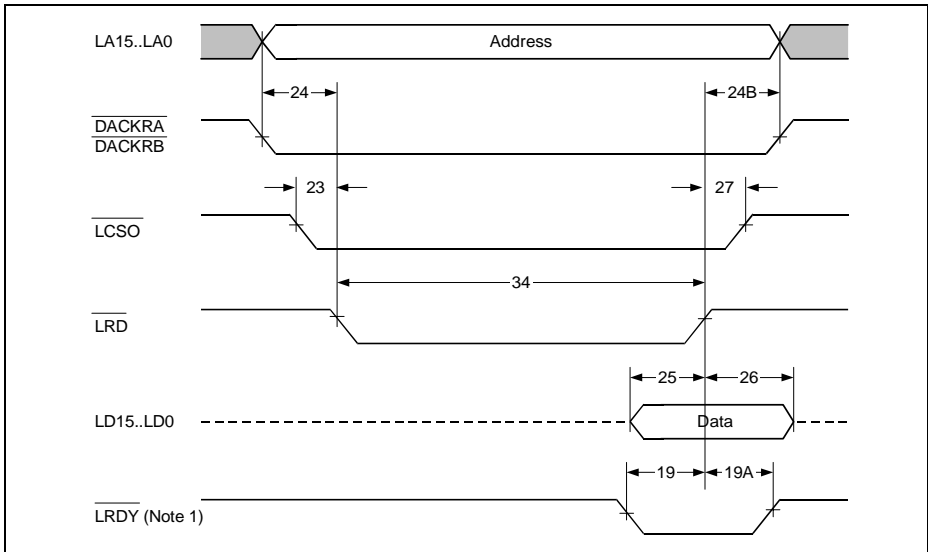 LA15..LA0
Address
24
24B
DACKRA
DACKRB
23
27
LCSO
34
LRD
25
26
LD15..LD0
Data
19
19A
LRDY (Note 1)